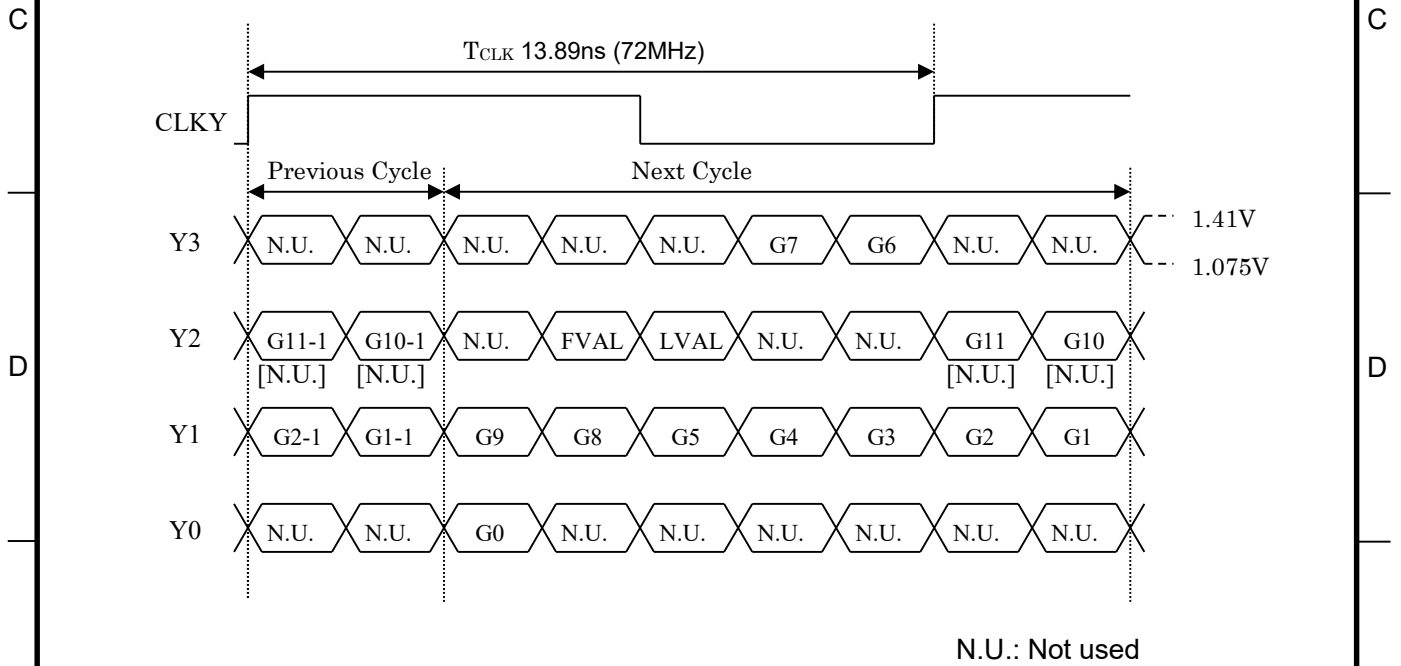 C C
TCLK 13.89ns (72MHz)
CLKY
Previous Cycle Next Cycle
Y3 N.U. N.U. N.U. N.U. N.U. G7 G6 N.U. N.U. 1.41V
1.075V
Y2 G11-1 G10-1 N.U. FVAL LVAL N.U. N.U. G11 G10
D [N.U.] [N.U.] [N.U.] [N.U.] D
Y1 G2-1 G1-1 G9 G8 G5 G4 G3 G2 G1
Y0 N.U. N.U. G0 N.U. N.U. N.U. N.U. N.U. N.U.
N.U.: Not used